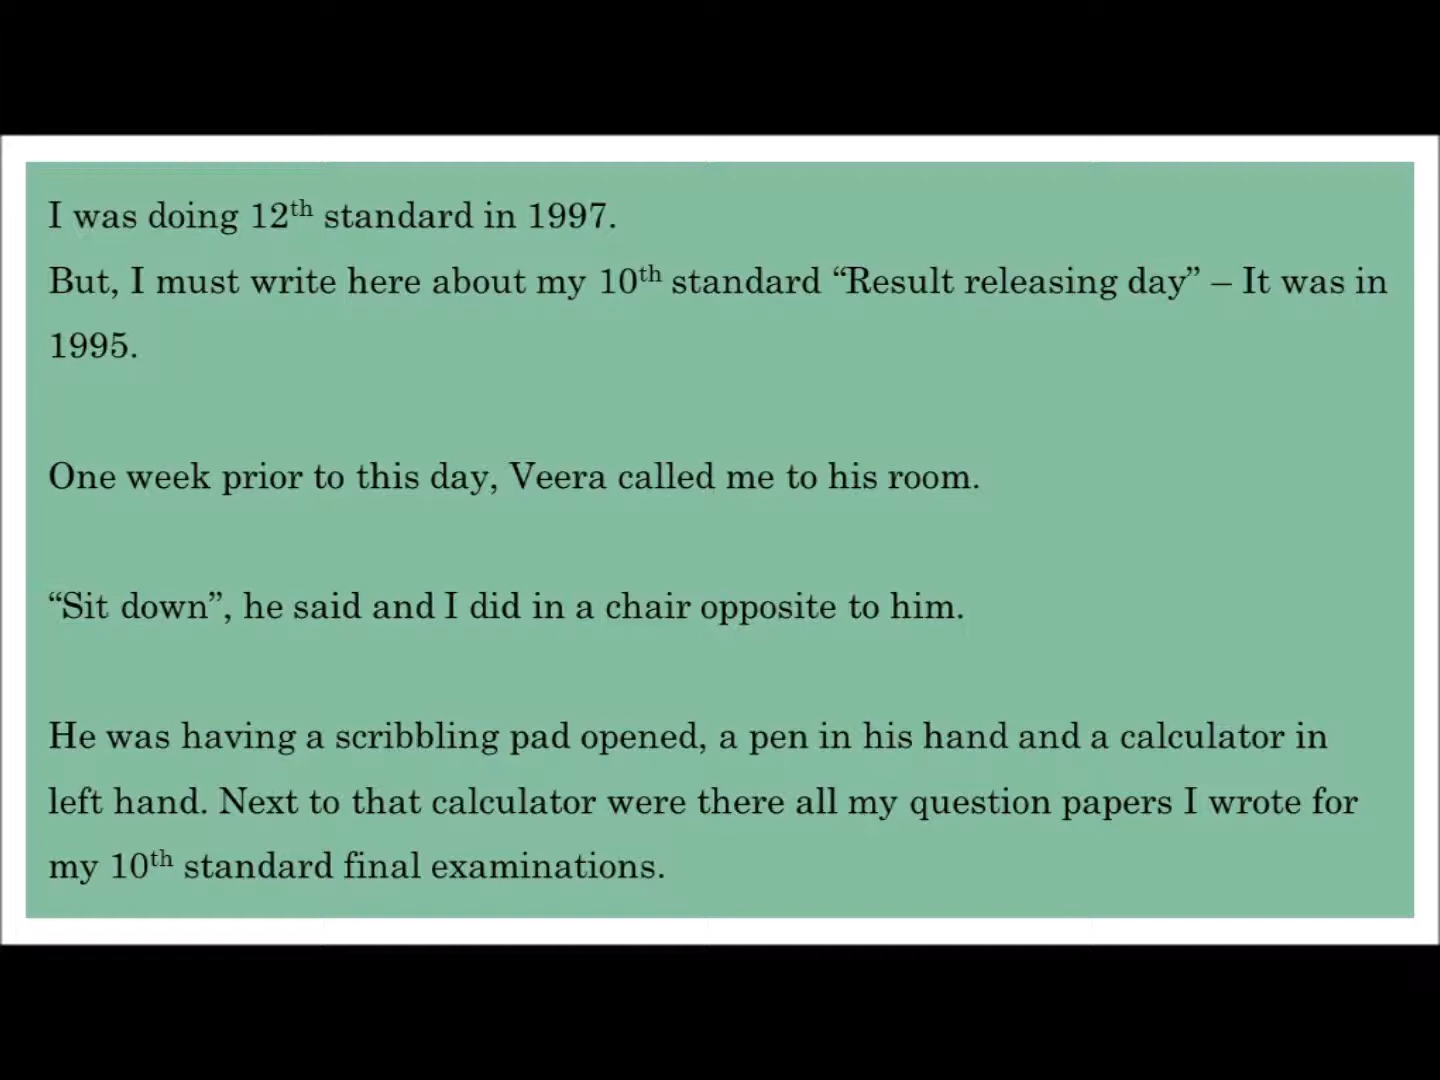 I was doing 12th standard in 1997.
But, I must write here about my 10th standard “Result releasing day” – It was in
1995.
One week prior to this day, Veera called me to his room.
“Sit down”, he said and I did in a chair opposite to him.
He was having a scribbling pad opened, a pen in his hand and a calculator in
left hand. Next to that calculator were there all my question papers I wrote for
my 10th standard final examinations.